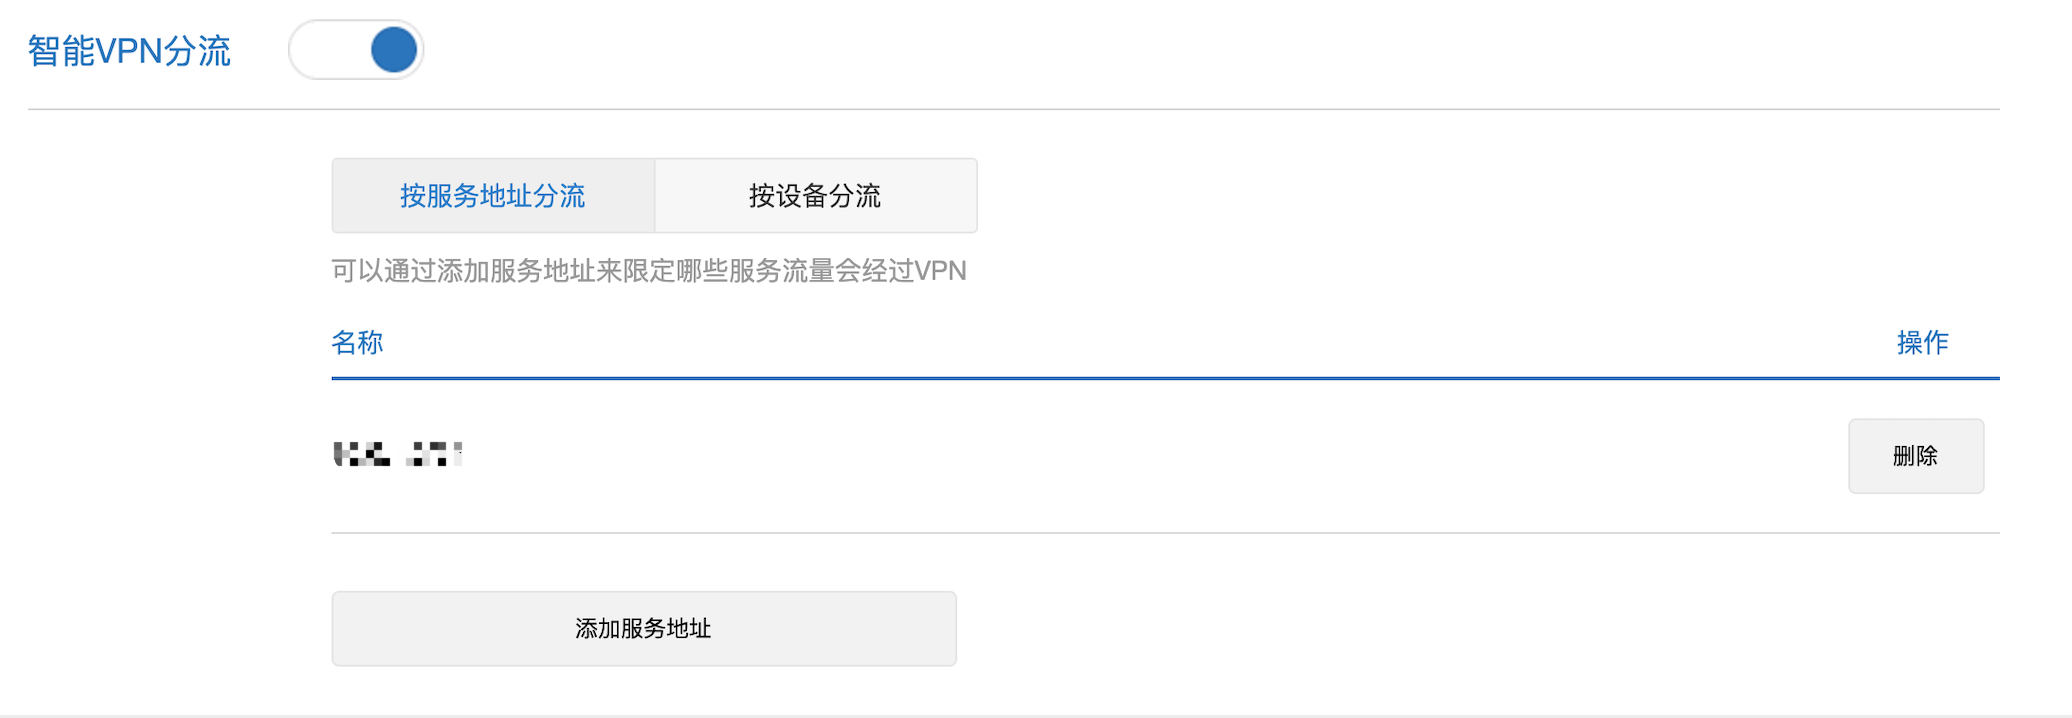 智能VPN分流
按服务地址分流 按设备分流
可以通过添加服务地址来限定哪些服务流量会经过VPN
名称 操作
删除
添加服务地址